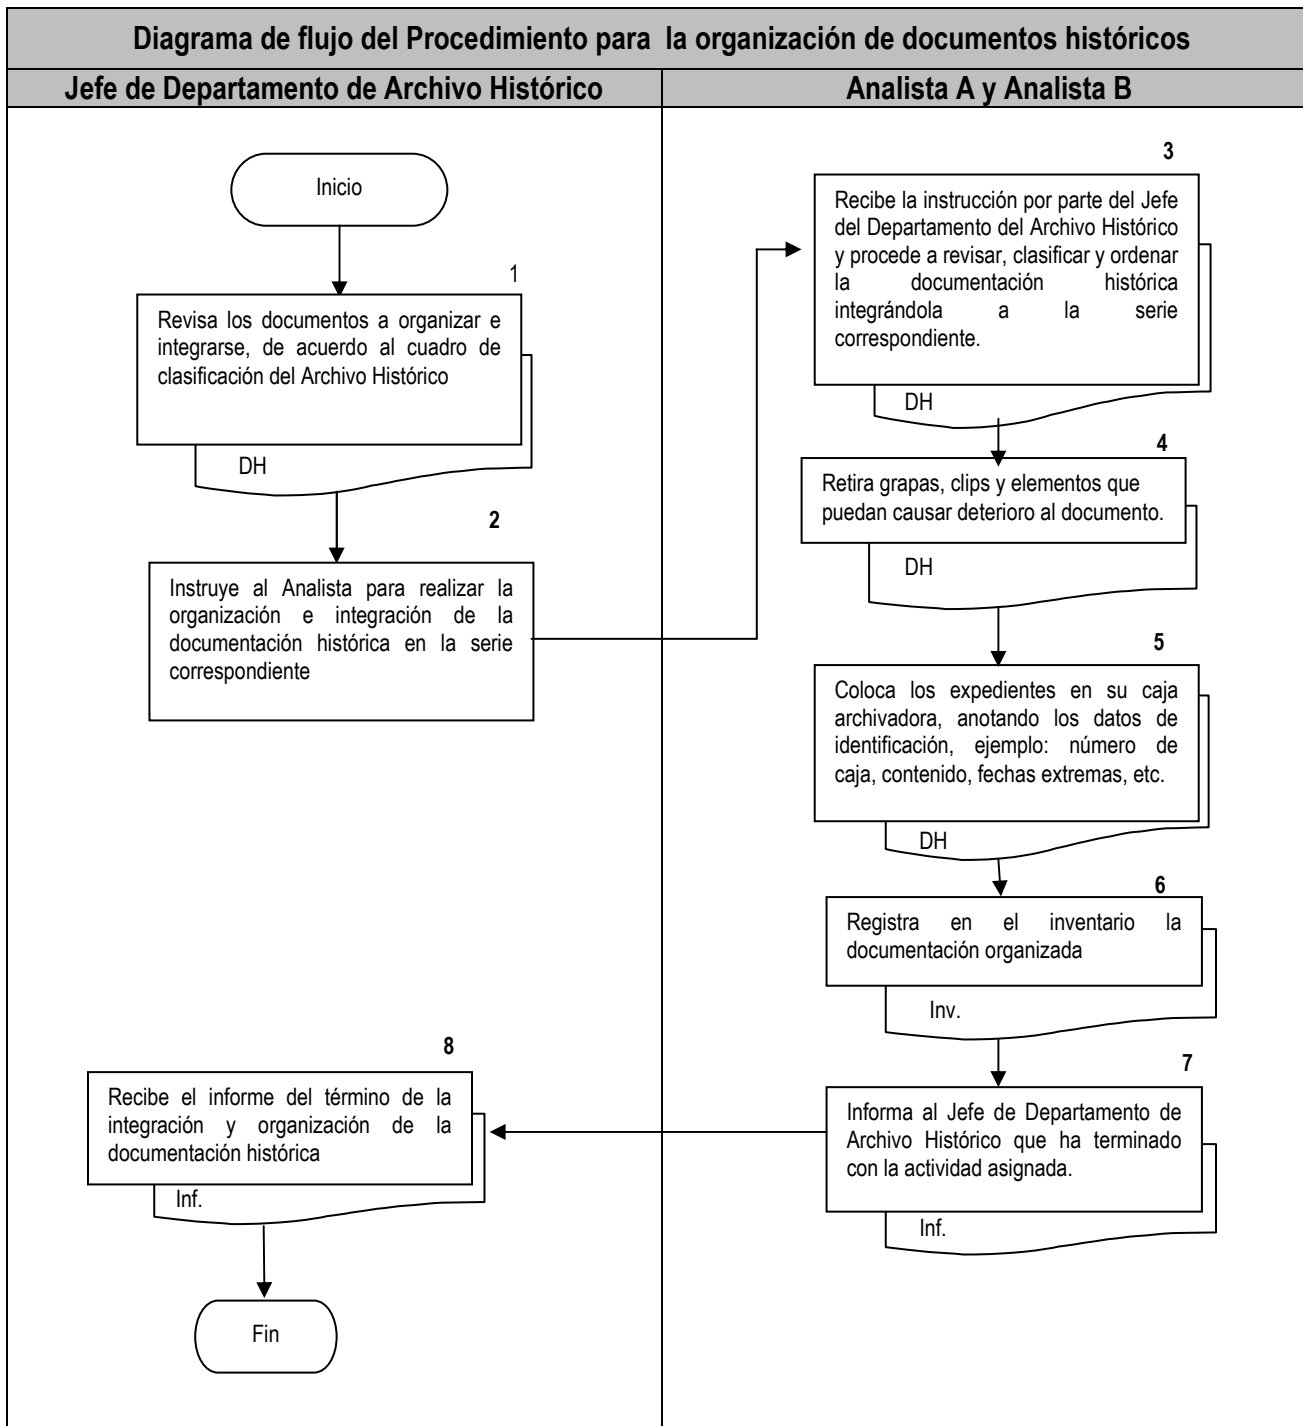 Diagrama de flujo del Procedimiento para la organización de documentos históricos
Jefe de Departamento de Archivo Histórico
Analista A y Analista B
Inicio
1
Revisa los documentos a organizar e
integrarse, de acuerdo al cuadro de
clasificación del Archivo Histórico
DH
2
Instruye al Analista para realizar la
organización e integración de la
documentación histórica en la serie
correspondiente
3
Recibe la instrucción por parte del Jefe
del Departamento del Archivo Histórico
y procede a revisar, clasificar y ordenar
la documentación histórica
integrándola a la serie
correspondiente.
DH
4
Retira grapas, clips y elementos que
puedan causar deterioro al documento.
DH
5
Coloca los expedientes en su caja
archivadora, anotando los datos de
identificación, ejemplo: número de
caja, contenido, fechas extremas, etc.
DH
6
Registra en el inventario la
documentación organizada
Inv.
7
Informa al Jefe de Departamento de
Archivo Histórico que ha terminado
con la actividad asignada.
Inf.
8
Recibe el informe del término de la
integración y organización de la
documentación histórica
Inf.
Fin